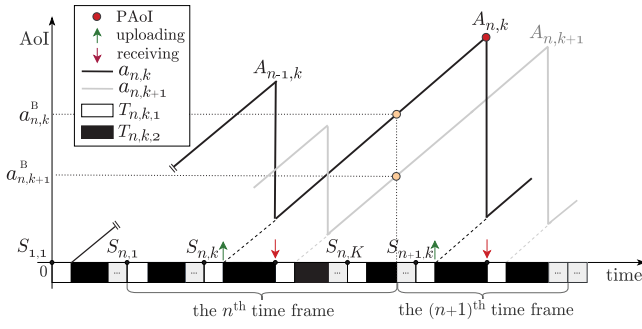 AoI
PAoI
uploading
receiving
a_{n,k}
a_{n,k+1}
T_{n,k,1}
T_{n,k,2}
A_{n-1,k}
A_{n,k}
A_{n,k+1}
a^B_{n,k}
a^B_{n,k+1}
S_{1,1}
S_{n,1}
S_{n,k}
S_{n,K}
S_{n+1,k}
0
... ... ... ... ... ...
time
the n^{th} time frame
the (n+1)^{th} time frame